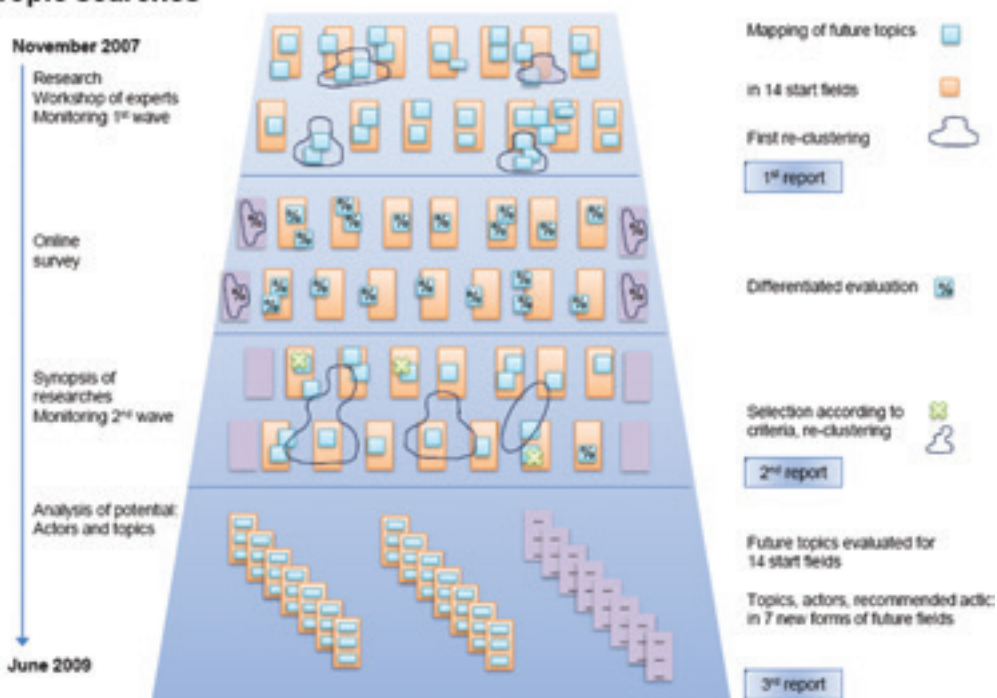 November 2007
Research
Workshop of experts
Monitoring 1st wave
Online
survey
Synopsis of
researches
Monitoring 2nd wave
Analysis of potential:
Actors and topics
June 2009
Mapping of future topics
in 14 start fields
First re-clustering
1st report
Differentiated evaluation
%
Selection according to
criteria, re-clustering
2nd report
Future topics evaluated for
14 start fields
Topics, actors, recommended actic:
in 7 new forms of future fields
3rd report